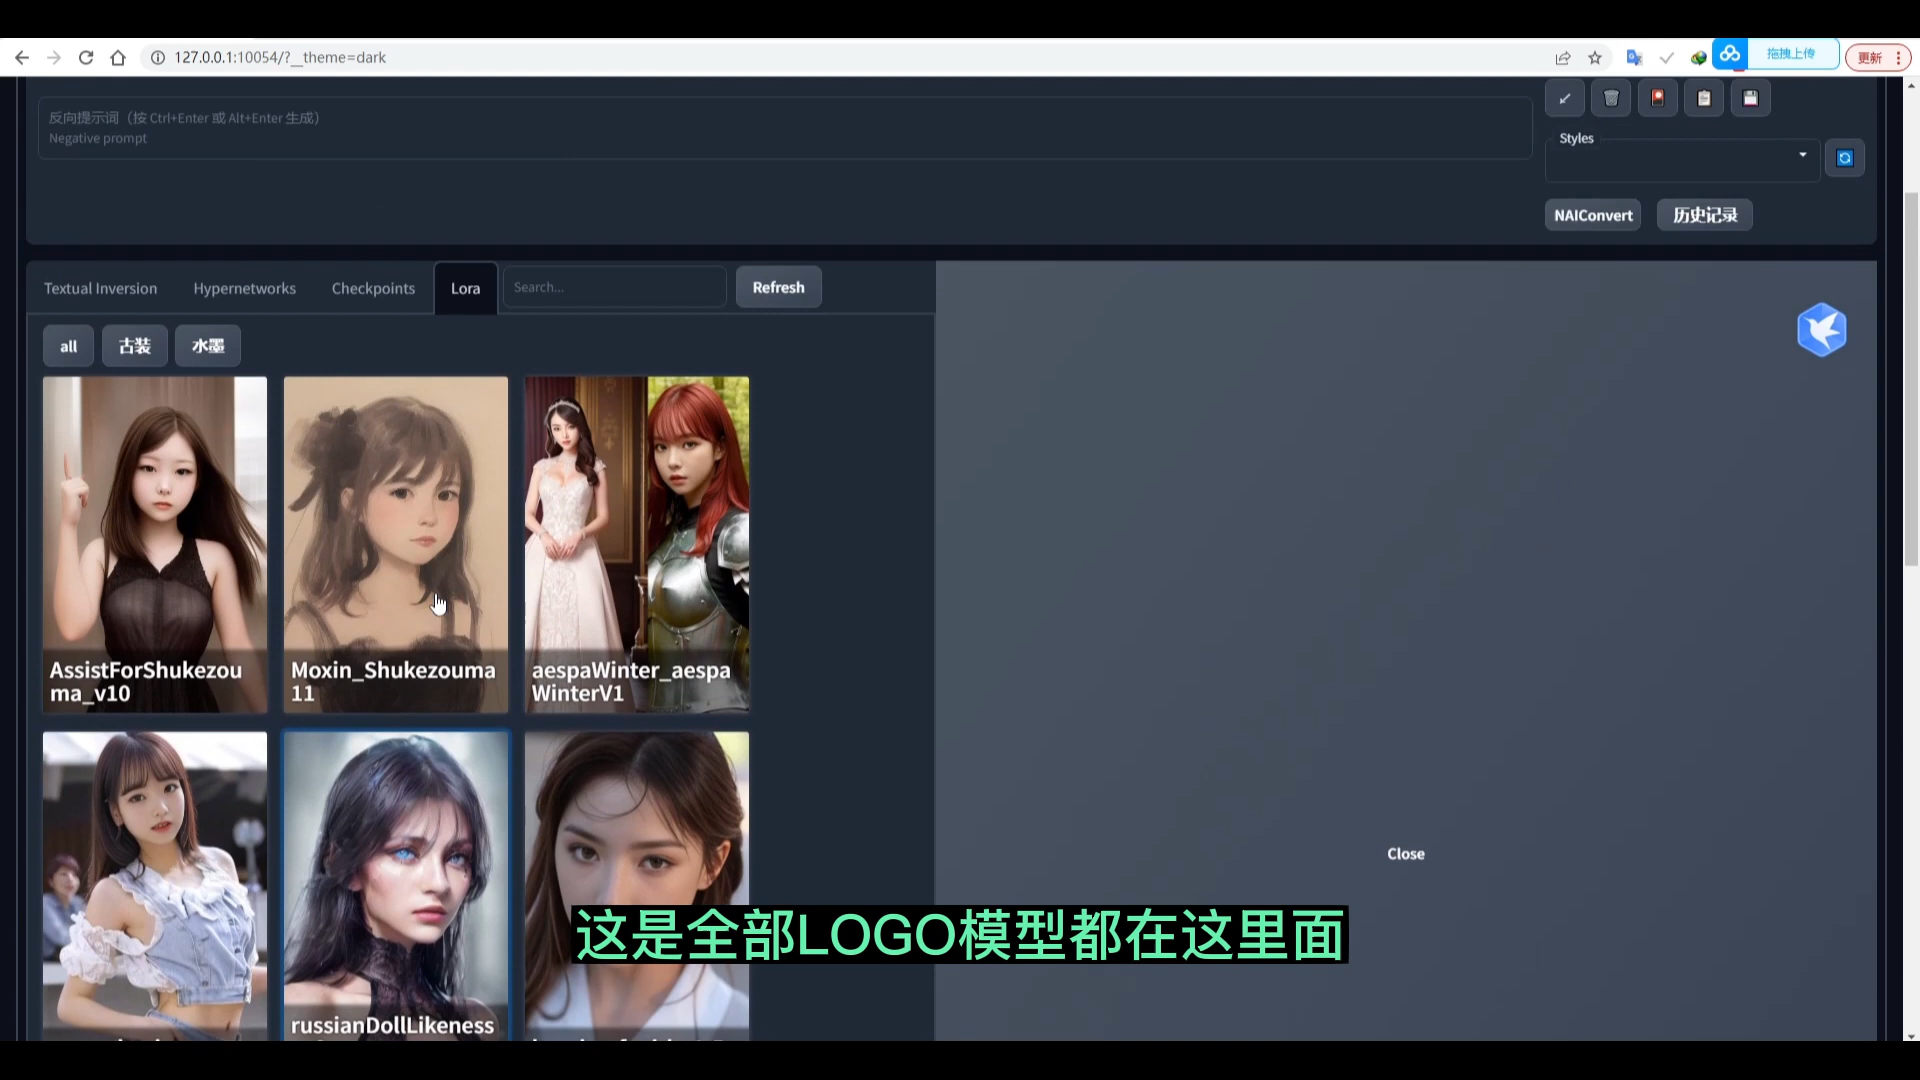 127.0.0.1:10054/?__theme=dark
拖拽上传
更新
反向提示词（按 Ctrl+Enter 或 Alt+Enter 生成）
Negative prompt
Styles
NAIConvert
历史记录
Textual Inversion
Hypernetworks
Checkpoints
Lora
Search...
Refresh
all
古装
水墨
AssistForShukezou
ma_v10
Moxin_Shukezouma
11
aespaWinter_aespa
WinterV1
russianDollLikeness
Close
这是全部LOGO模型都在这里面